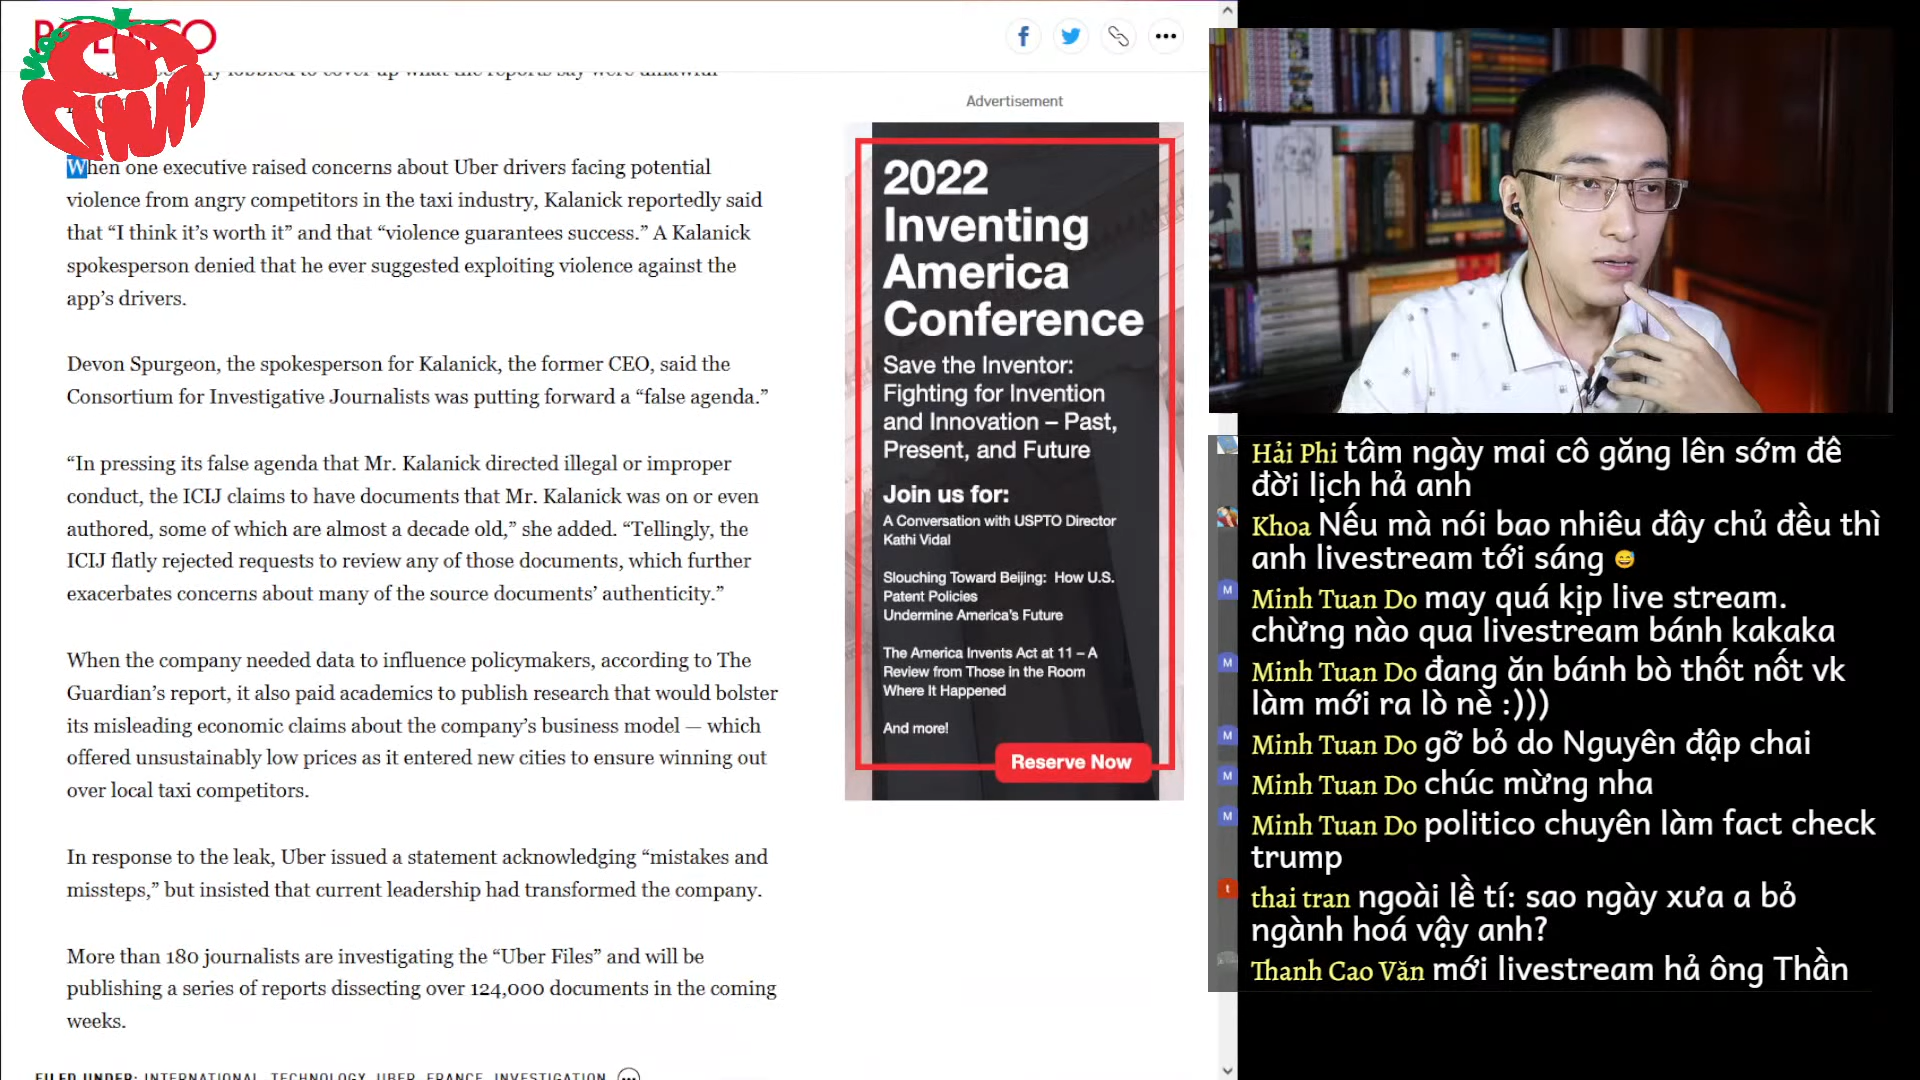 POLITICO
When one executive raised concerns about Uber drivers facing potential
violence from angry competitors in the taxi industry, Kalanick reportedly said
that “I think it’s worth it” and that “violence guarantees success.” A Kalanick
spokesperson denied that he ever suggested exploiting violence against the
app’s drivers.
Devon Spurgeon, the spokesperson for Kalanick, the former CEO, said the
Consortium for Investigative Journalists was putting forward a “false agenda.”
“In pressing its false agenda that Mr. Kalanick directed illegal or improper
conduct, the ICIJ claims to have documents that Mr. Kalanick was on or even
authored, some of which are almost a decade old,” she added. “Tellingly, the
ICIJ flatly rejected requests to review any of those documents, which further
exacerbates concerns about many of the source documents’ authenticity.”
When the company needed data to influence policymakers, according to The
Guardian’s report, it also paid academics to publish research that would bolster
its misleading economic claims about the company’s business model — which
offered unsustainably low prices as it entered new cities to ensure winning out
over local taxi competitors.
In response to the leak, Uber issued a statement acknowledging “mistakes and
missteps,” but insisted that current leadership had transformed the company.
More than 180 journalists are investigating the “Uber Files” and will be
publishing a series of reports dissecting over 124,000 documents in the coming
weeks.
FILED UNDER: INTERNATIONAL, TECHNOLOGY, UBER, FRANCE, INVESTIGATION
Advertisement
2022
Inventing
America
Conference
Save the Inventor:
Fighting for Invention
and Innovation – Past,
Present, and Future
Join us for:
A Conversation with USPTO Director
Kathi Vidal
Slouching Toward Beijing: How U.S.
Patent Policies
Undermine America’s Future
The America Invents Act at 11 – A
Review from Those in the Room
Where It Happened
And more!
Reserve Now
Hải Phi tâm ngày mai cô găng lên sớm đê
đời lịch hả anh
Khoa Nếu mà nói bao nhiêu đây chủ đều thì
anh livestream tới sáng 😅
Minh Tuan Do may quá kịp live stream.
chừng nào qua livestream bánh kakaka
Minh Tuan Do đang ăn bánh bò thốt nốt vk
làm mới ra lò nè :)))
Minh Tuan Do gỡ bỏ do Nguyên đập chai
Minh Tuan Do chúc mừng nha
Minh Tuan Do politico chuyên làm fact check
trump
thai tran ngoài lề tí: sao ngày xưa a bỏ
ngành hoá vậy anh?
Thanh Cao Văn mới livestream hả ông Thần